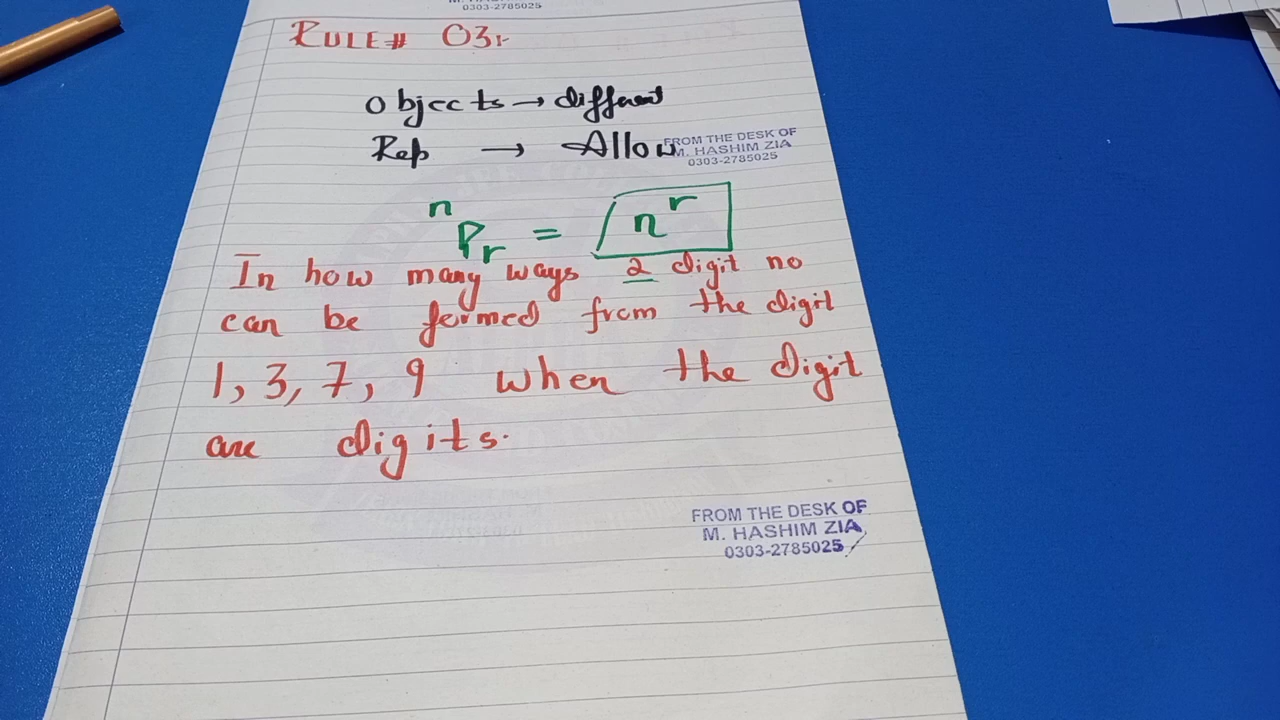 0303-2785025
RULE# 03:-
Objects → different
Rep → Allow
FROM THE DESK OF
M. HASHIM ZIA
0303-2785025
nPr = n^r
In how many ways 2 digit no
can be formed from the digit
1, 3, 7, 9 when the digit
are digits.
FROM THE DESK OF
M. HASHIM ZIA
0303-2785025